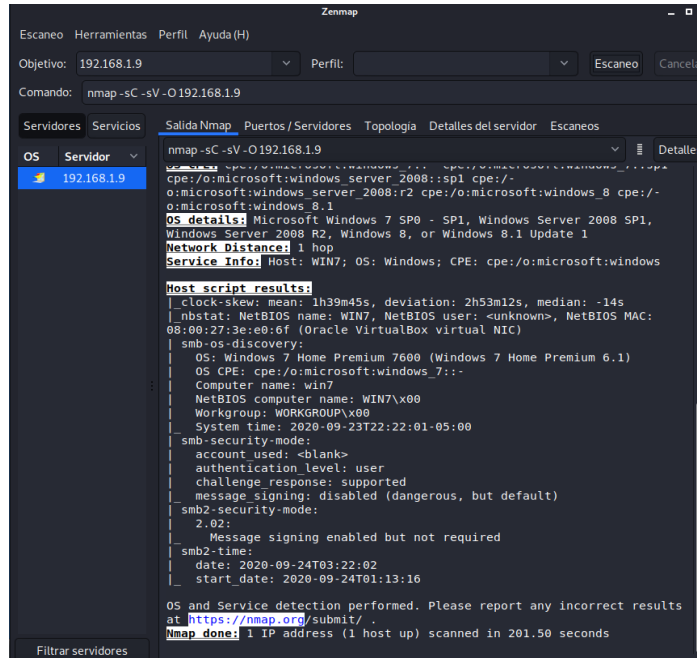 Zenmap
Escaneo Herramientas Perfil Ayuda (H)
Objetivo: 192.168.1.9 Perfil: Escaneo Cancela
Comando: nmap -sC -sV -O 192.168.1.9
Servidores Servicios Salida Nmap Puertos / Servidores Topología Detalles del servidor Escaneos
OS Servidor
nmap -sC -sV -O 192.168.1.9 Detalle
192.168.1.9
cpe:/o:microsoft:windows_server_2008::sp1 cpe:/-
o:microsoft:windows_server_2008:r2 cpe:/o:microsoft:windows_8 cpe:/-
o:microsoft:windows_8.1
OS details: Microsoft Windows 7 SP0 - SP1, Windows Server 2008 SP1,
Windows Server 2008 R2, Windows 8, or Windows 8.1 Update 1
Network Distance: 1 hop
Service Info: Host: WIN7; OS: Windows; CPE: cpe:/o:microsoft:windows
Host script results:
|_clock-skew: mean: 1h39m45s, deviation: 2h53m12s, median: -14s
|_nbstat: NetBIOS name: WIN7, NetBIOS user: <unknown>, NetBIOS MAC:
08:00:27:3e:e0:6f (Oracle VirtualBox virtual NIC)
| smb-os-discovery:
|   OS: Windows 7 Home Premium 7600 (Windows 7 Home Premium 6.1)
|   OS CPE: cpe:/o:microsoft:windows_7::-
|   Computer name: win7
|   NetBIOS computer name: WIN7\x00
|   Workgroup: WORKGROUP\x00
|_  System time: 2020-09-23T22:22:01-05:00
| smb-security-mode:
|   account_used: <blank>
|   authentication_level: user
|   challenge_response: supported
|_  message_signing: disabled (dangerous, but default)
| smb2-security-mode:
|   2.02:
|_    Message signing enabled but not required
| smb2-time:
|   date: 2020-09-24T03:22:02
|_  start_date: 2020-09-24T01:13:16
OS and Service detection performed. Please report any incorrect results
at https://nmap.org/submit/ .
Nmap done: 1 IP address (1 host up) scanned in 201.50 seconds
Filtrar servidores